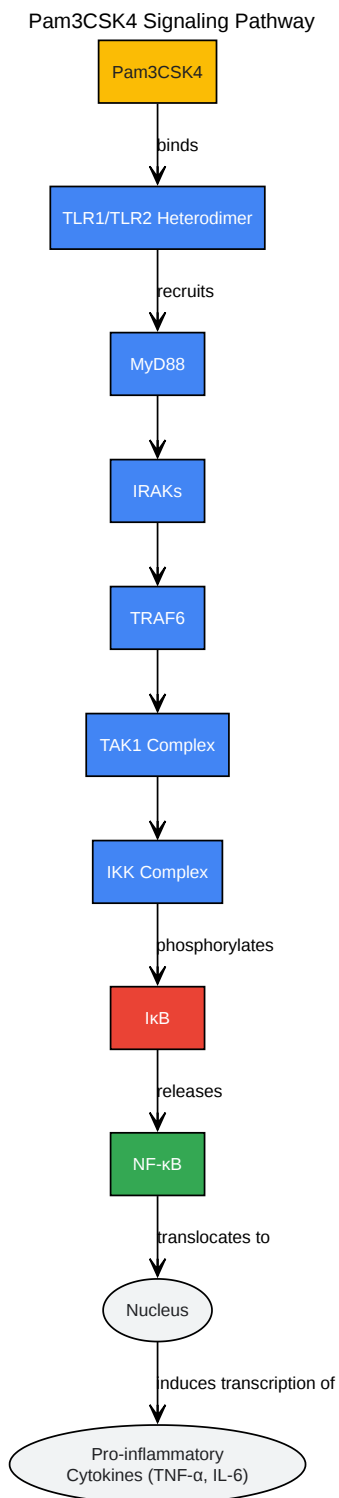 Pam3CSK4 Signaling Pathway
Pam3CSK4
binds
TLR1/TLR2 Heterodimer
recruits
MyD88
IRAKs
TRAF6
TAK1 Complex
IKK Complex
phosphorylates
IκB
releases
NF-κB
translocates to
Nucleus
induces transcription of
Pro-inflammatory
Cytokines (TNF-α, IL-6)